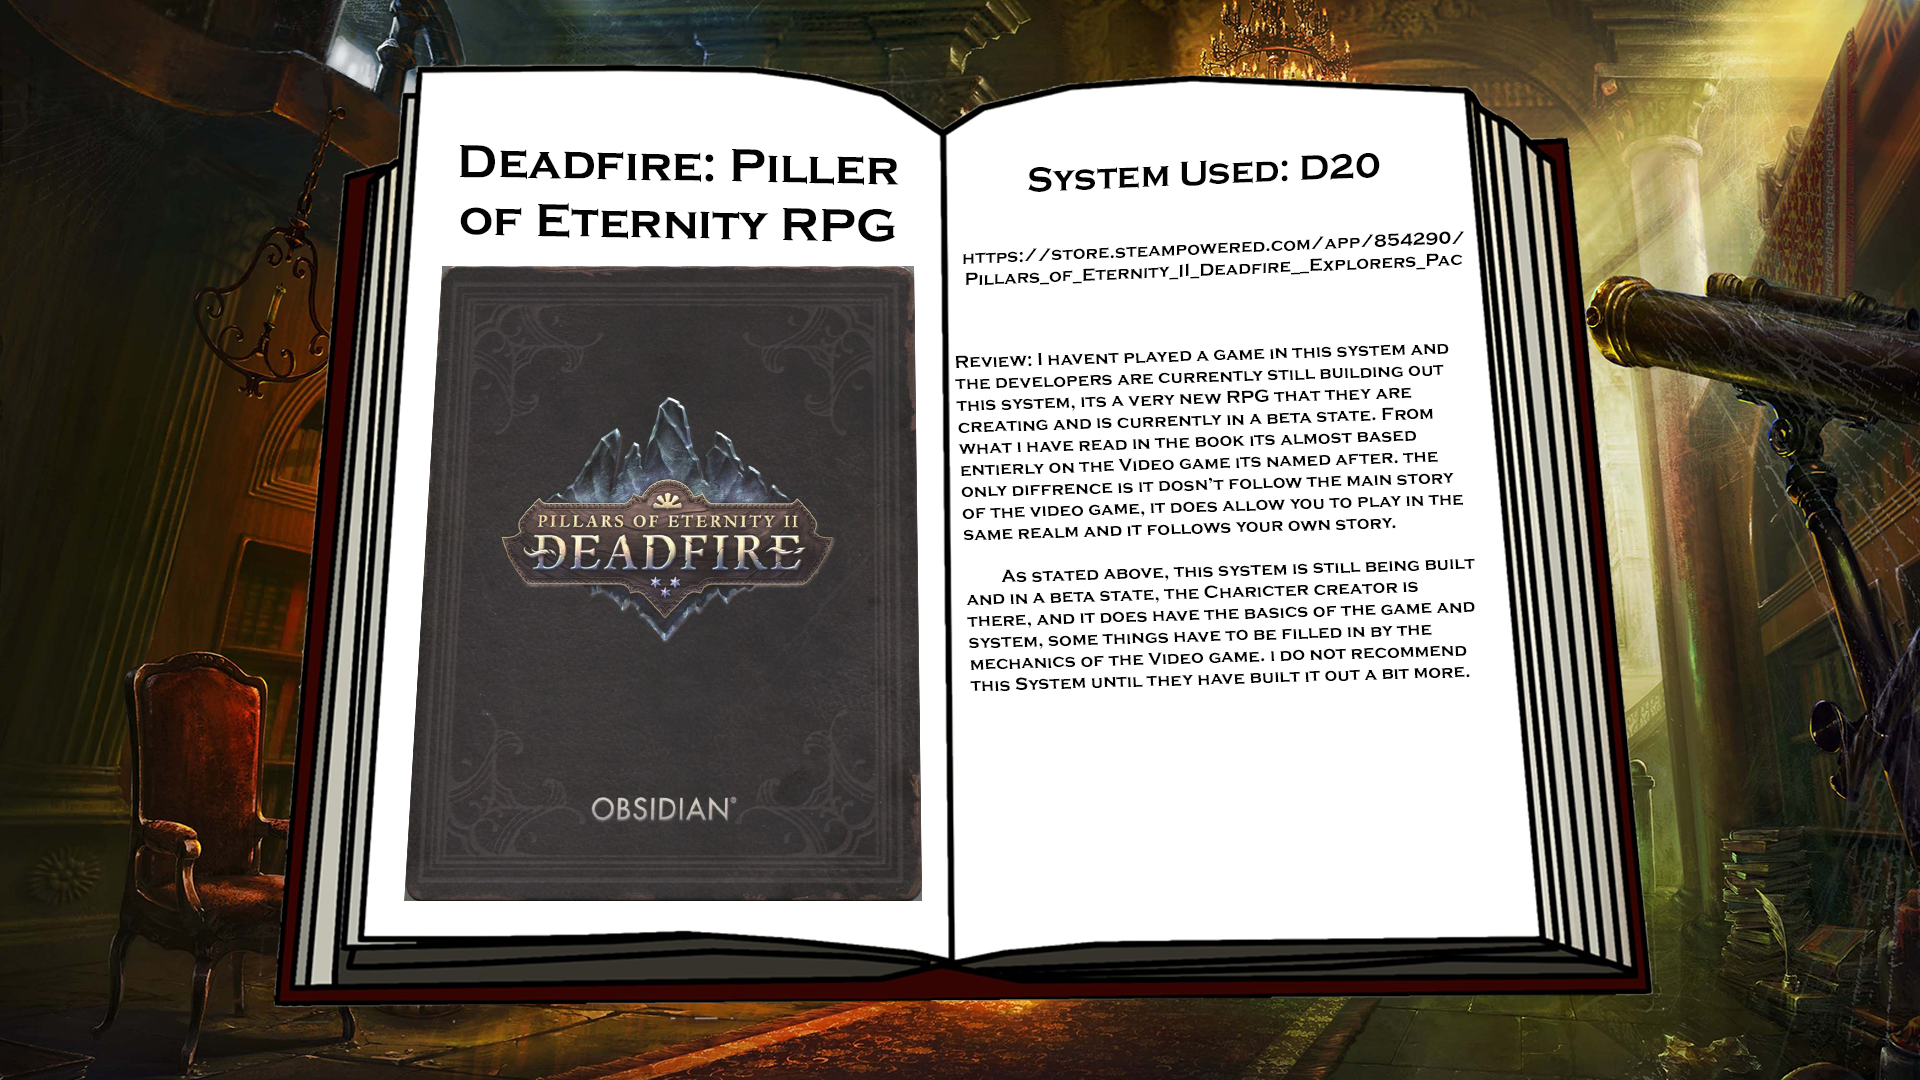 Deadfire: Piller
of Eternity RPG
PILLARS OF ETERNITY II
DEADFIRE
OBSIDIAN®
System Used: D20
https://store.steampowered.com/app/854290/
Pillars_of_Eternity_II_Deadfire__Explorers_Pac
Review: I havent played a game in this system and
the developers are currently still building out
this system, its a very new RPG that they are
creating and is currently in a beta state. From
what i have read in the book its almost based
entierly on the Video game its named after. the
only diffrence is it dosn't follow the main story
of the video game, it does allow you to play in the
same realm and it follows your own story.
As stated above, this system is still being built
and in a beta state, the Charicter creator is
there, and it does have the basics of the game and
system, some things have to be filled in by the
mechanics of the Video game. i do not recommend
this System until they have built it out a bit more.